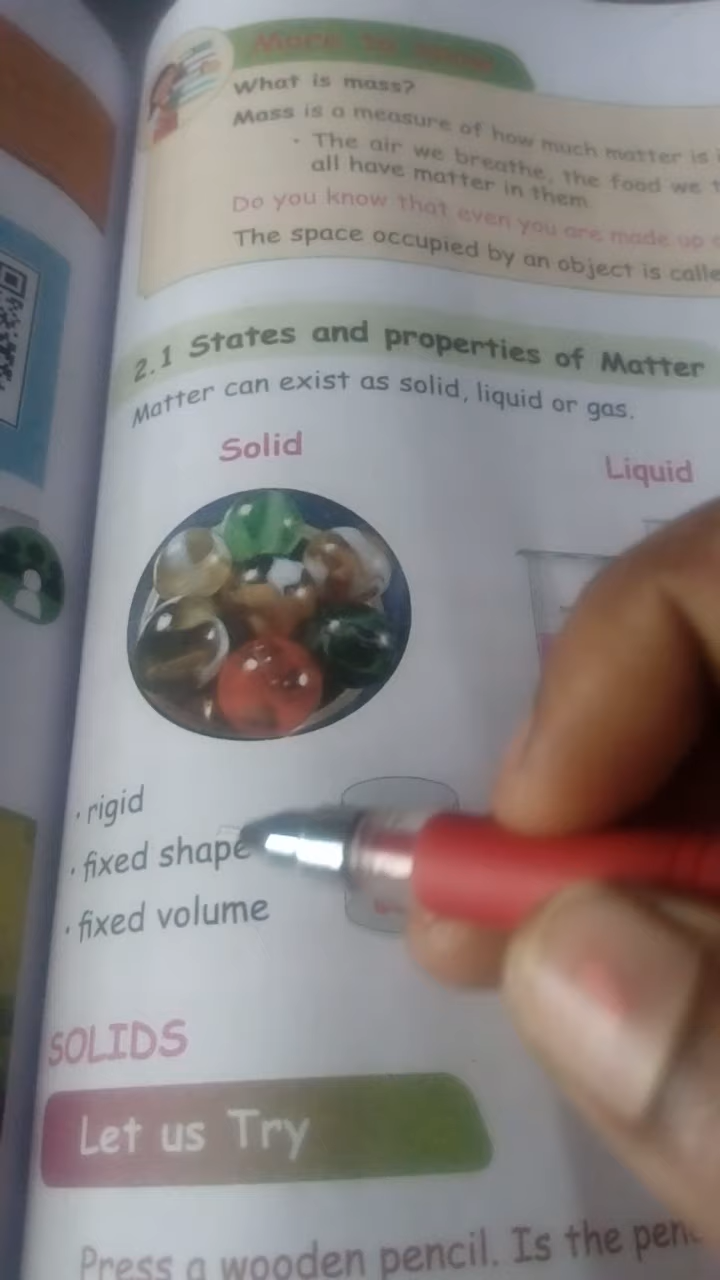 More to know
What is mass?
Mass is a measure of how much matter is
· The air we breathe, the food we
all have matter in them
Do you know that even you are made up
The space occupied by an object is calle
2.1 States and properties of Matter
Matter can exist as solid, liquid or gas.
Solid
Liquid
· rigid
· fixed shape
· fixed volume
SOLIDS
Let us Try
Press a wooden pencil. Is the pen